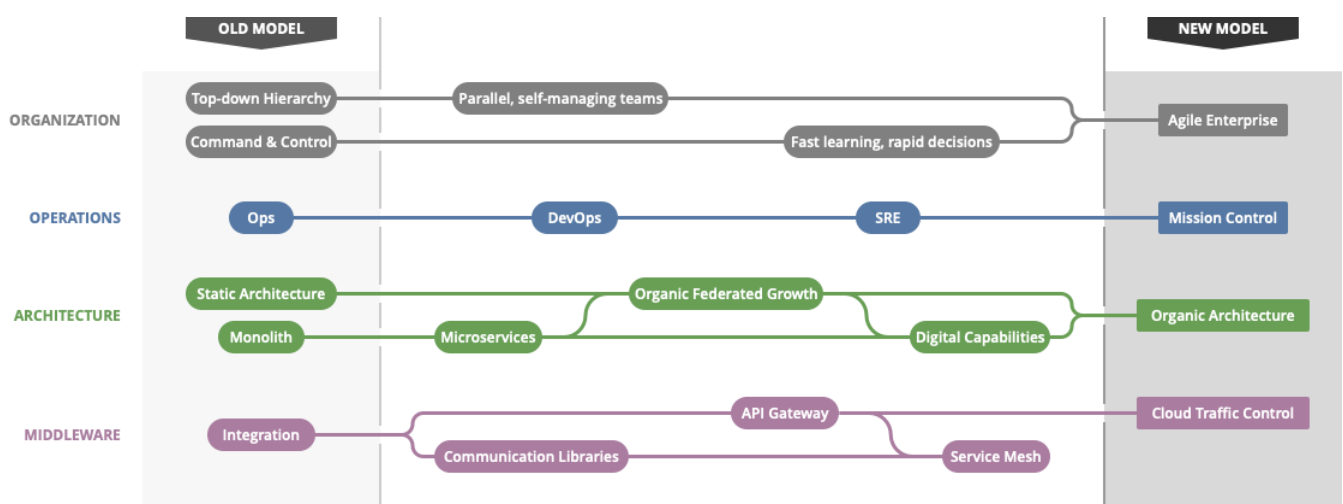 OLD MODEL
NEW MODEL
ORGANIZATION
Top-down Hierarchy
Parallel, self-managing teams
Agile Enterprise
Command & Control
Fast learning, rapid decisions
OPERATIONS
Ops
DevOps
SRE
Mission Control
ARCHITECTURE
Static Architecture
Organic Federated Growth
Organic Architecture
Monolith
Microservices
Digital Capabilities
MIDDLEWARE
Integration
API Gateway
Cloud Traffic Control
Communication Libraries
Service Mesh